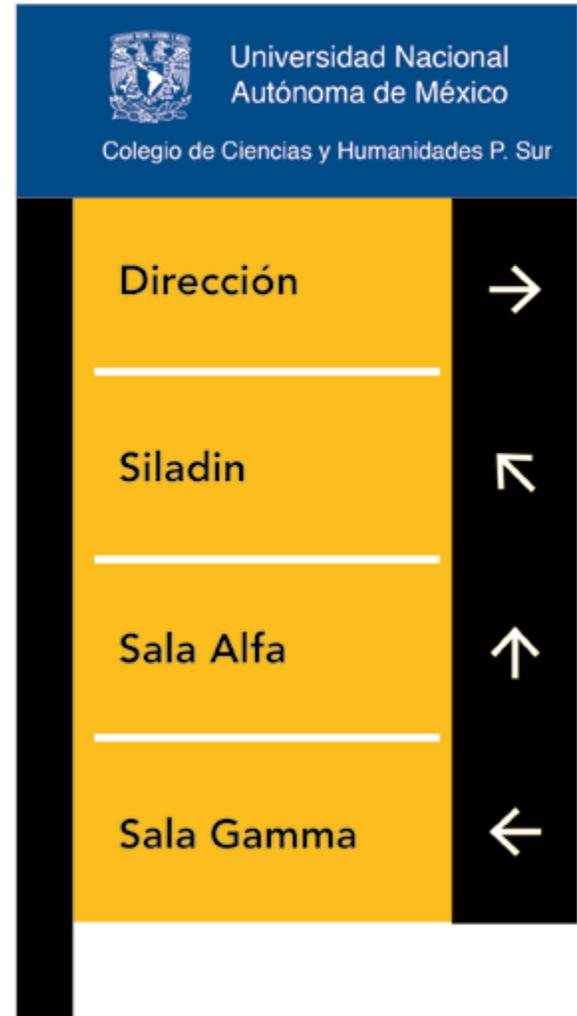 Universidad Nacional
Autónoma de México
Colegio de Ciencias y Humanidades P. Sur
Dirección
Siladin
Sala Alfa
Sala Gamma